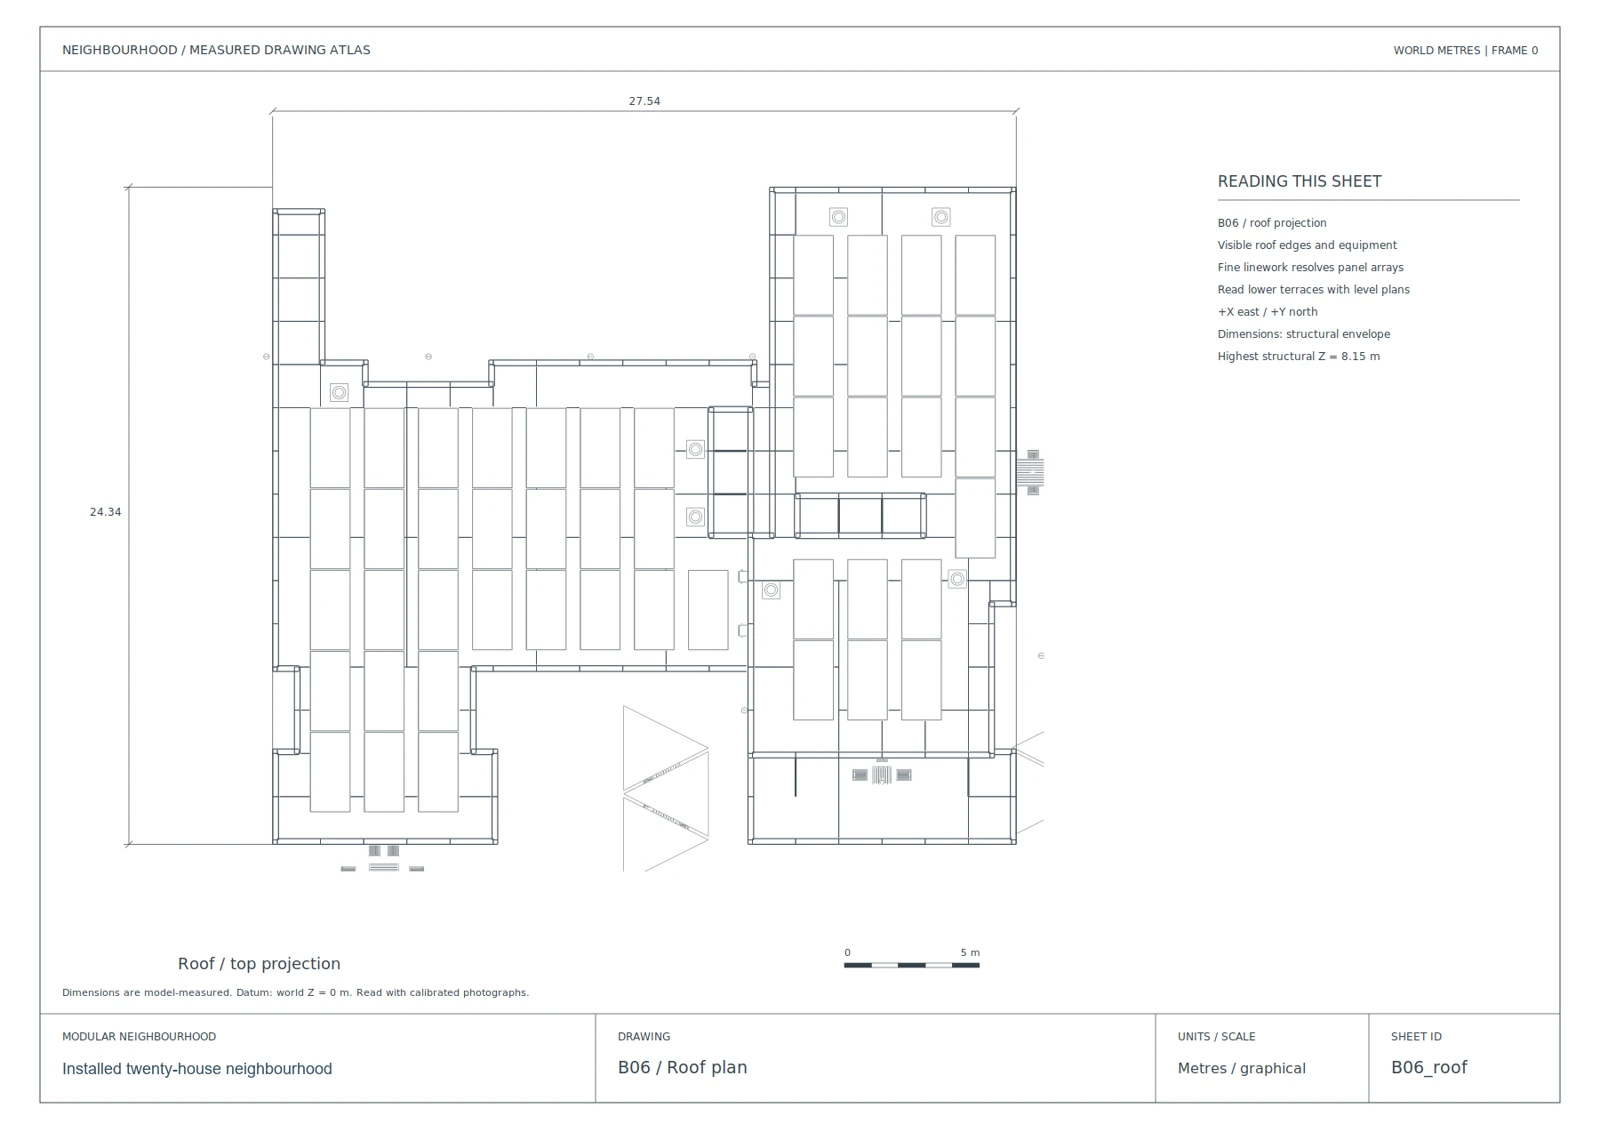 NEIGHBOURHOOD / MEASURED DRAWING ATLAS
WORLD METRES | FRAME 0
27.54
24.34
READING THIS SHEET
B06 / roof projection
Visible roof edges and equipment
Fine linework resolves panel arrays
Read lower terraces with level plans
+X east / +Y north
Dimensions: structural envelope
Highest structural Z = 8.15 m
0
5 m
Roof / top projection
Dimensions are model-measured. Datum: world Z = 0 m. Read with calibrated photographs.
MODULAR NEIGHBOURHOOD
Installed twenty-house neighbourhood
DRAWING
B06 / Roof plan
UNITS / SCALE
Metres / graphical
SHEET ID
B06_roof